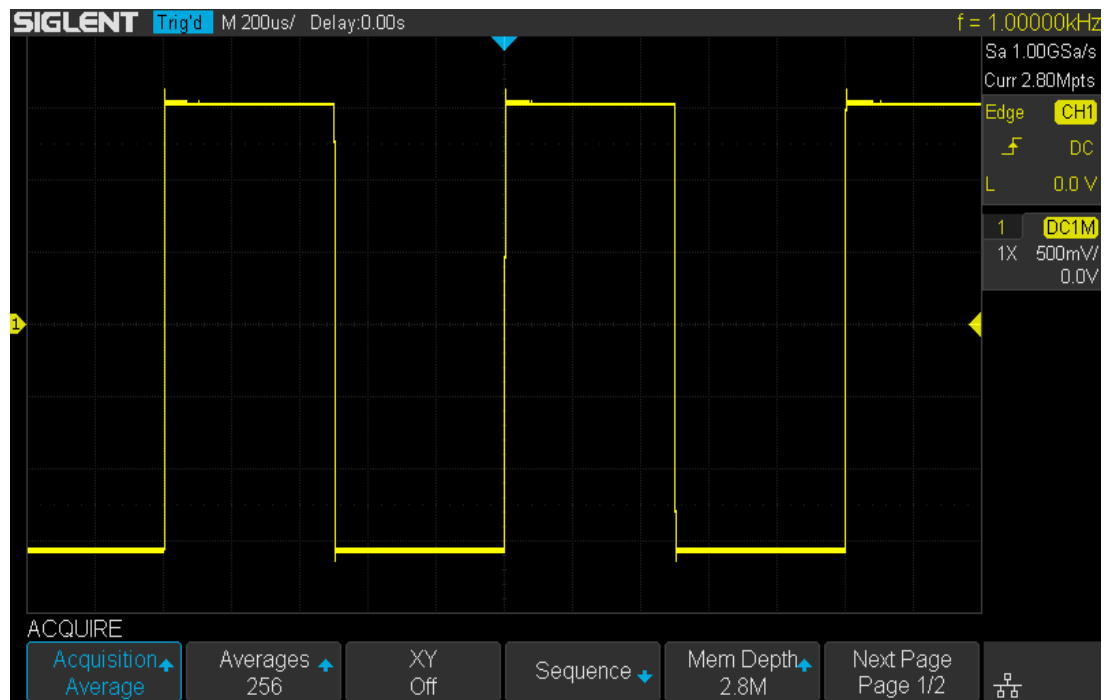 SIGLENT Trig'd M 200us/ Delay:0.00s f = 1.00000kHz
Sa 1.00GSa/s
Curr 2.80Mpts
Edge CH1
DC
L 0.0 V
1 DC1M
1X 500mV/
0.0V
1
ACQUIRE
Acquisition
Average
Averages
256
XY
Off
Sequence
Mem Depth
2.8M
Next Page
Page 1/2